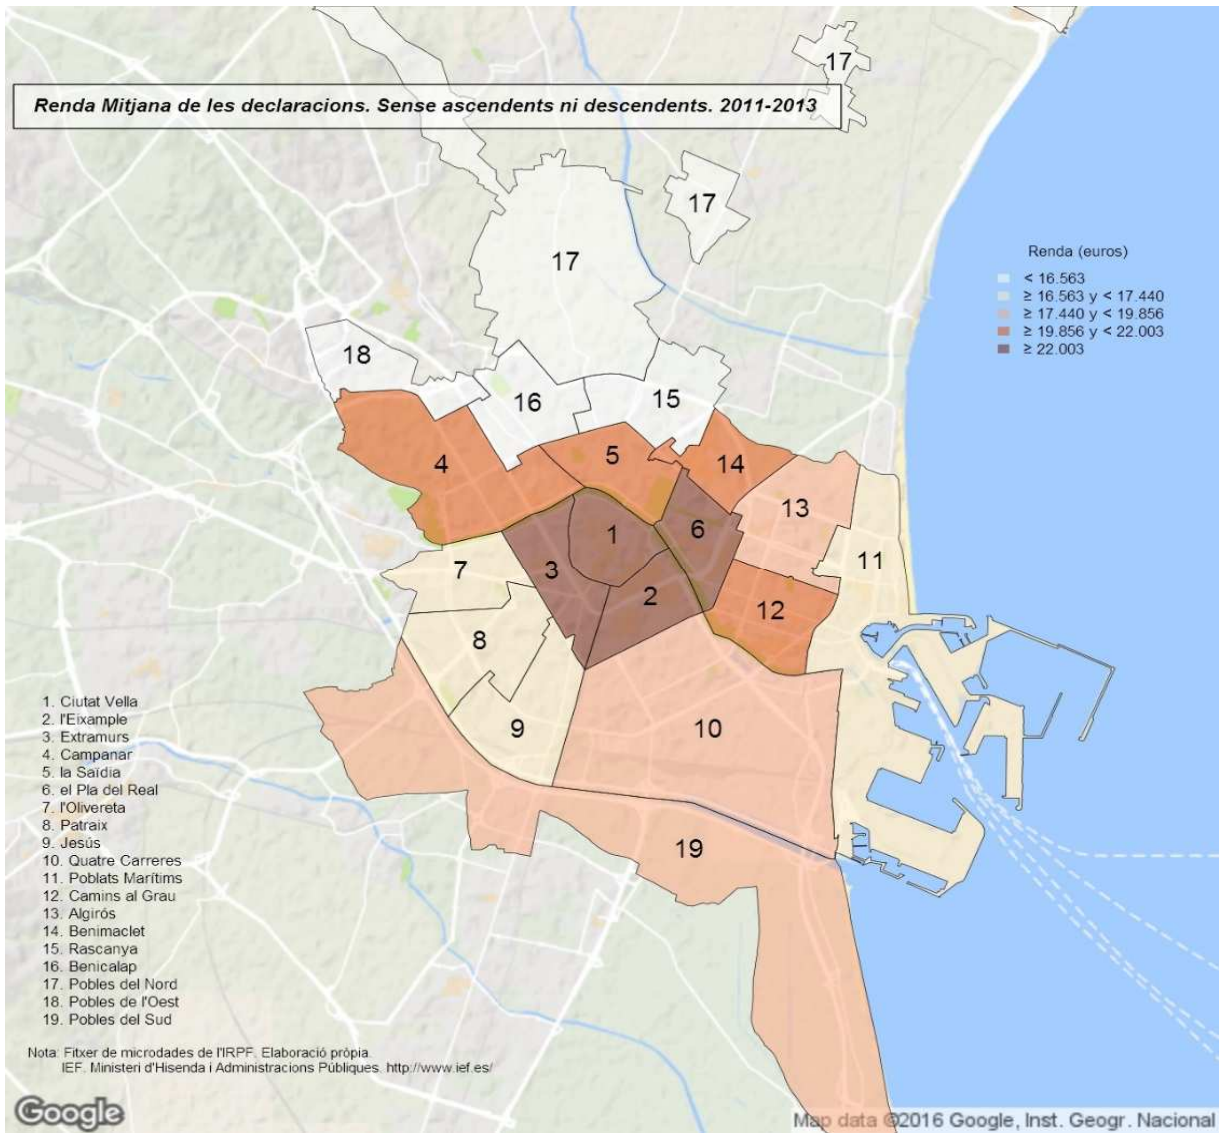 17
Renda Mitjana de les declaracions. Sense ascendents ni descendents. 2011-2013
17
17
Renda (euros)
< 16.563
≥ 16.563 y < 17.440
≥ 17.440 y < 19.856
≥ 19.856 y < 22.003
≥ 22.003
18
16
15
4
5
14
13
1
6
11
7
3
2
12
8
9
10
19
1. Ciutat Vella
2. l'Eixample
3. Extramurs
4. Campanar
5. la Saïdia
6. el Pla del Real
7. l'Olivereta
8. Patraix
9. Jesús
10. Quatre Carreres
11. Poblats Marítims
12. Camins al Grau
13. Algirós
14. Benimaclet
15. Rascanya
16. Benicalap
17. Pobles del Nord
18. Pobles de l'Oest
19. Pobles del Sud
Nota: Fitxer de microdades de l'IRPF. Elaboració pròpia.
IEF. Ministeri d'Hisenda i Administracions Públiques. http://www.ief.es/
Google
Map data ©2016 Google, Inst. Geogr. Nacional